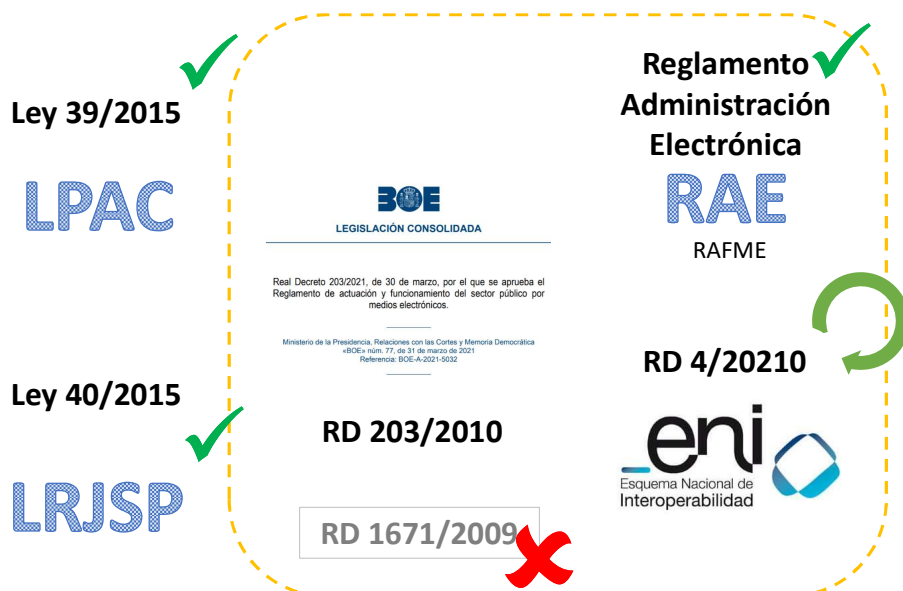 Ley 39/2015
LPAC
Ley 40/2015
LRJSP
BOE
LEGISLACIÓN CONSOLIDADA
Real Decreto 203/2021, de 30 de marzo, por el que se aprueba el
Reglamento de actuación y funcionamiento del sector público por
medios electrónicos.
Ministerio de la Presidencia, Relaciones con las Cortes y Memoria Democrática
«BOE» núm. 77, de 31 de marzo de 2021
Referencia: BOE-A-2021-5032
RD 203/2010
RD 1671/2009
Reglamento
Administración
Electrónica
RAE
RAFME
RD 4/20210
eni
Esquema Nacional de
Interoperabilidad